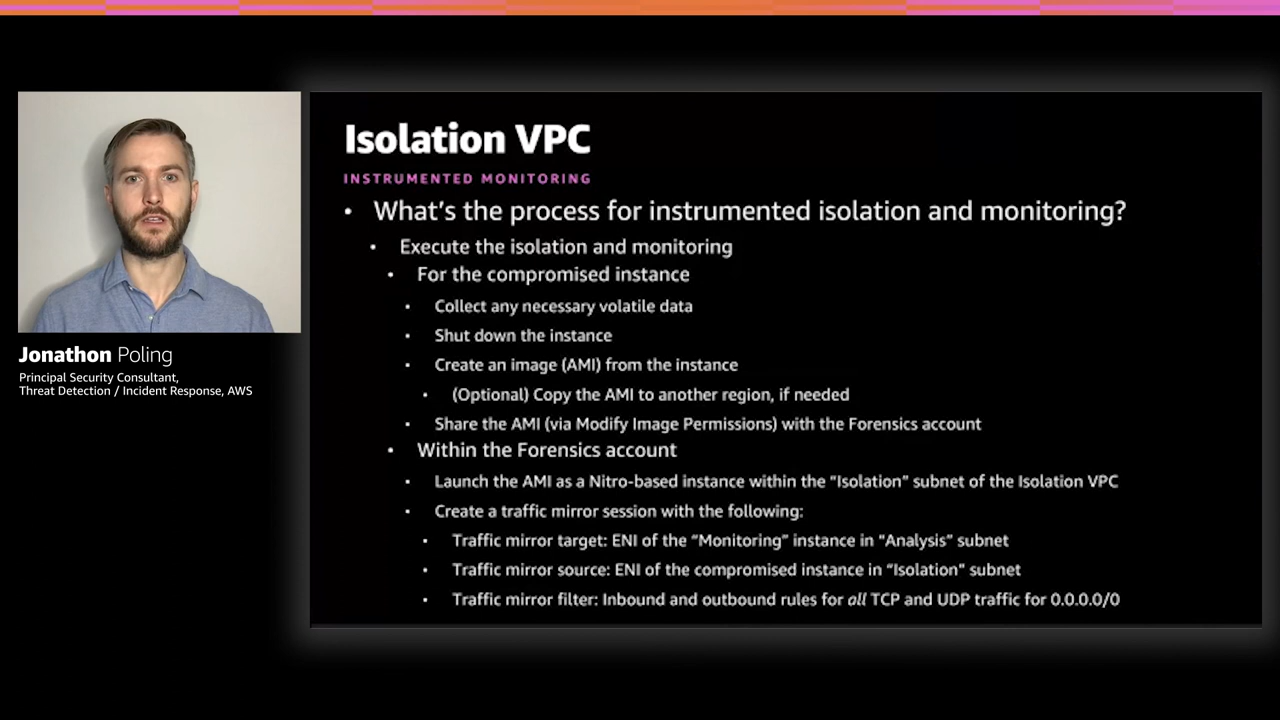 Jonathon Poling
Principal Security Consultant,
Threat Detection / Incident Response, AWS
Isolation VPC
INSTRUMENTED MONITORING
• What's the process for instrumented isolation and monitoring?
• Execute the isolation and monitoring
• For the compromised instance
• Collect any necessary volatile data
• Shut down the instance
• Create an image (AMI) from the instance
• (Optional) Copy the AMI to another region, if needed
• Share the AMI (via Modify Image Permissions) with the Forensics account
• Within the Forensics account
• Launch the AMI as a Nitro-based instance within the “Isolation” subnet of the Isolation VPC
• Create a traffic mirror session with the following:
• Traffic mirror target: ENI of the “Monitoring” instance in “Analysis” subnet
• Traffic mirror source: ENI of the compromised instance in “Isolation” subnet
• Traffic mirror filter: Inbound and outbound rules for all TCP and UDP traffic for 0.0.0.0/0